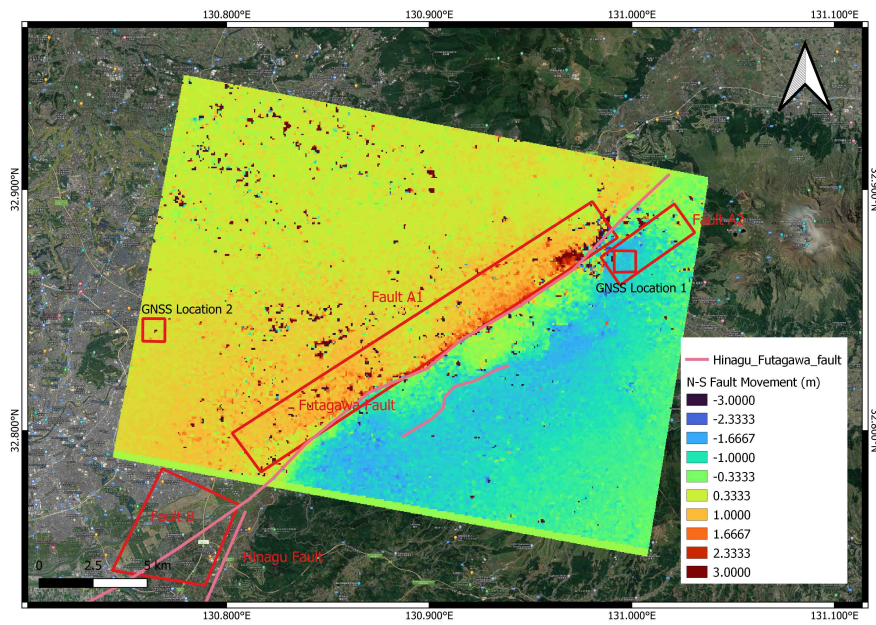 130.800°E 130.900°E 131.000°E 131.100°E
32.900°N 32.900°N
Fault A2
GNSS Location 1
Fault A1
GNSS Location 2
Hinagu_Futagawa_fault
N-S Fault Movement (m)
-3.0000
-2.3333
-1.6667
-1.0000
-0.3333
0.3333
1.0000
1.6667
2.3333
3.0000
Futagawa Fault
32.800°N 32.800°N
Fault B
Hinagu Fault
0 2.5 5 km
130.800°E 130.900°E 131.000°E 131.100°E